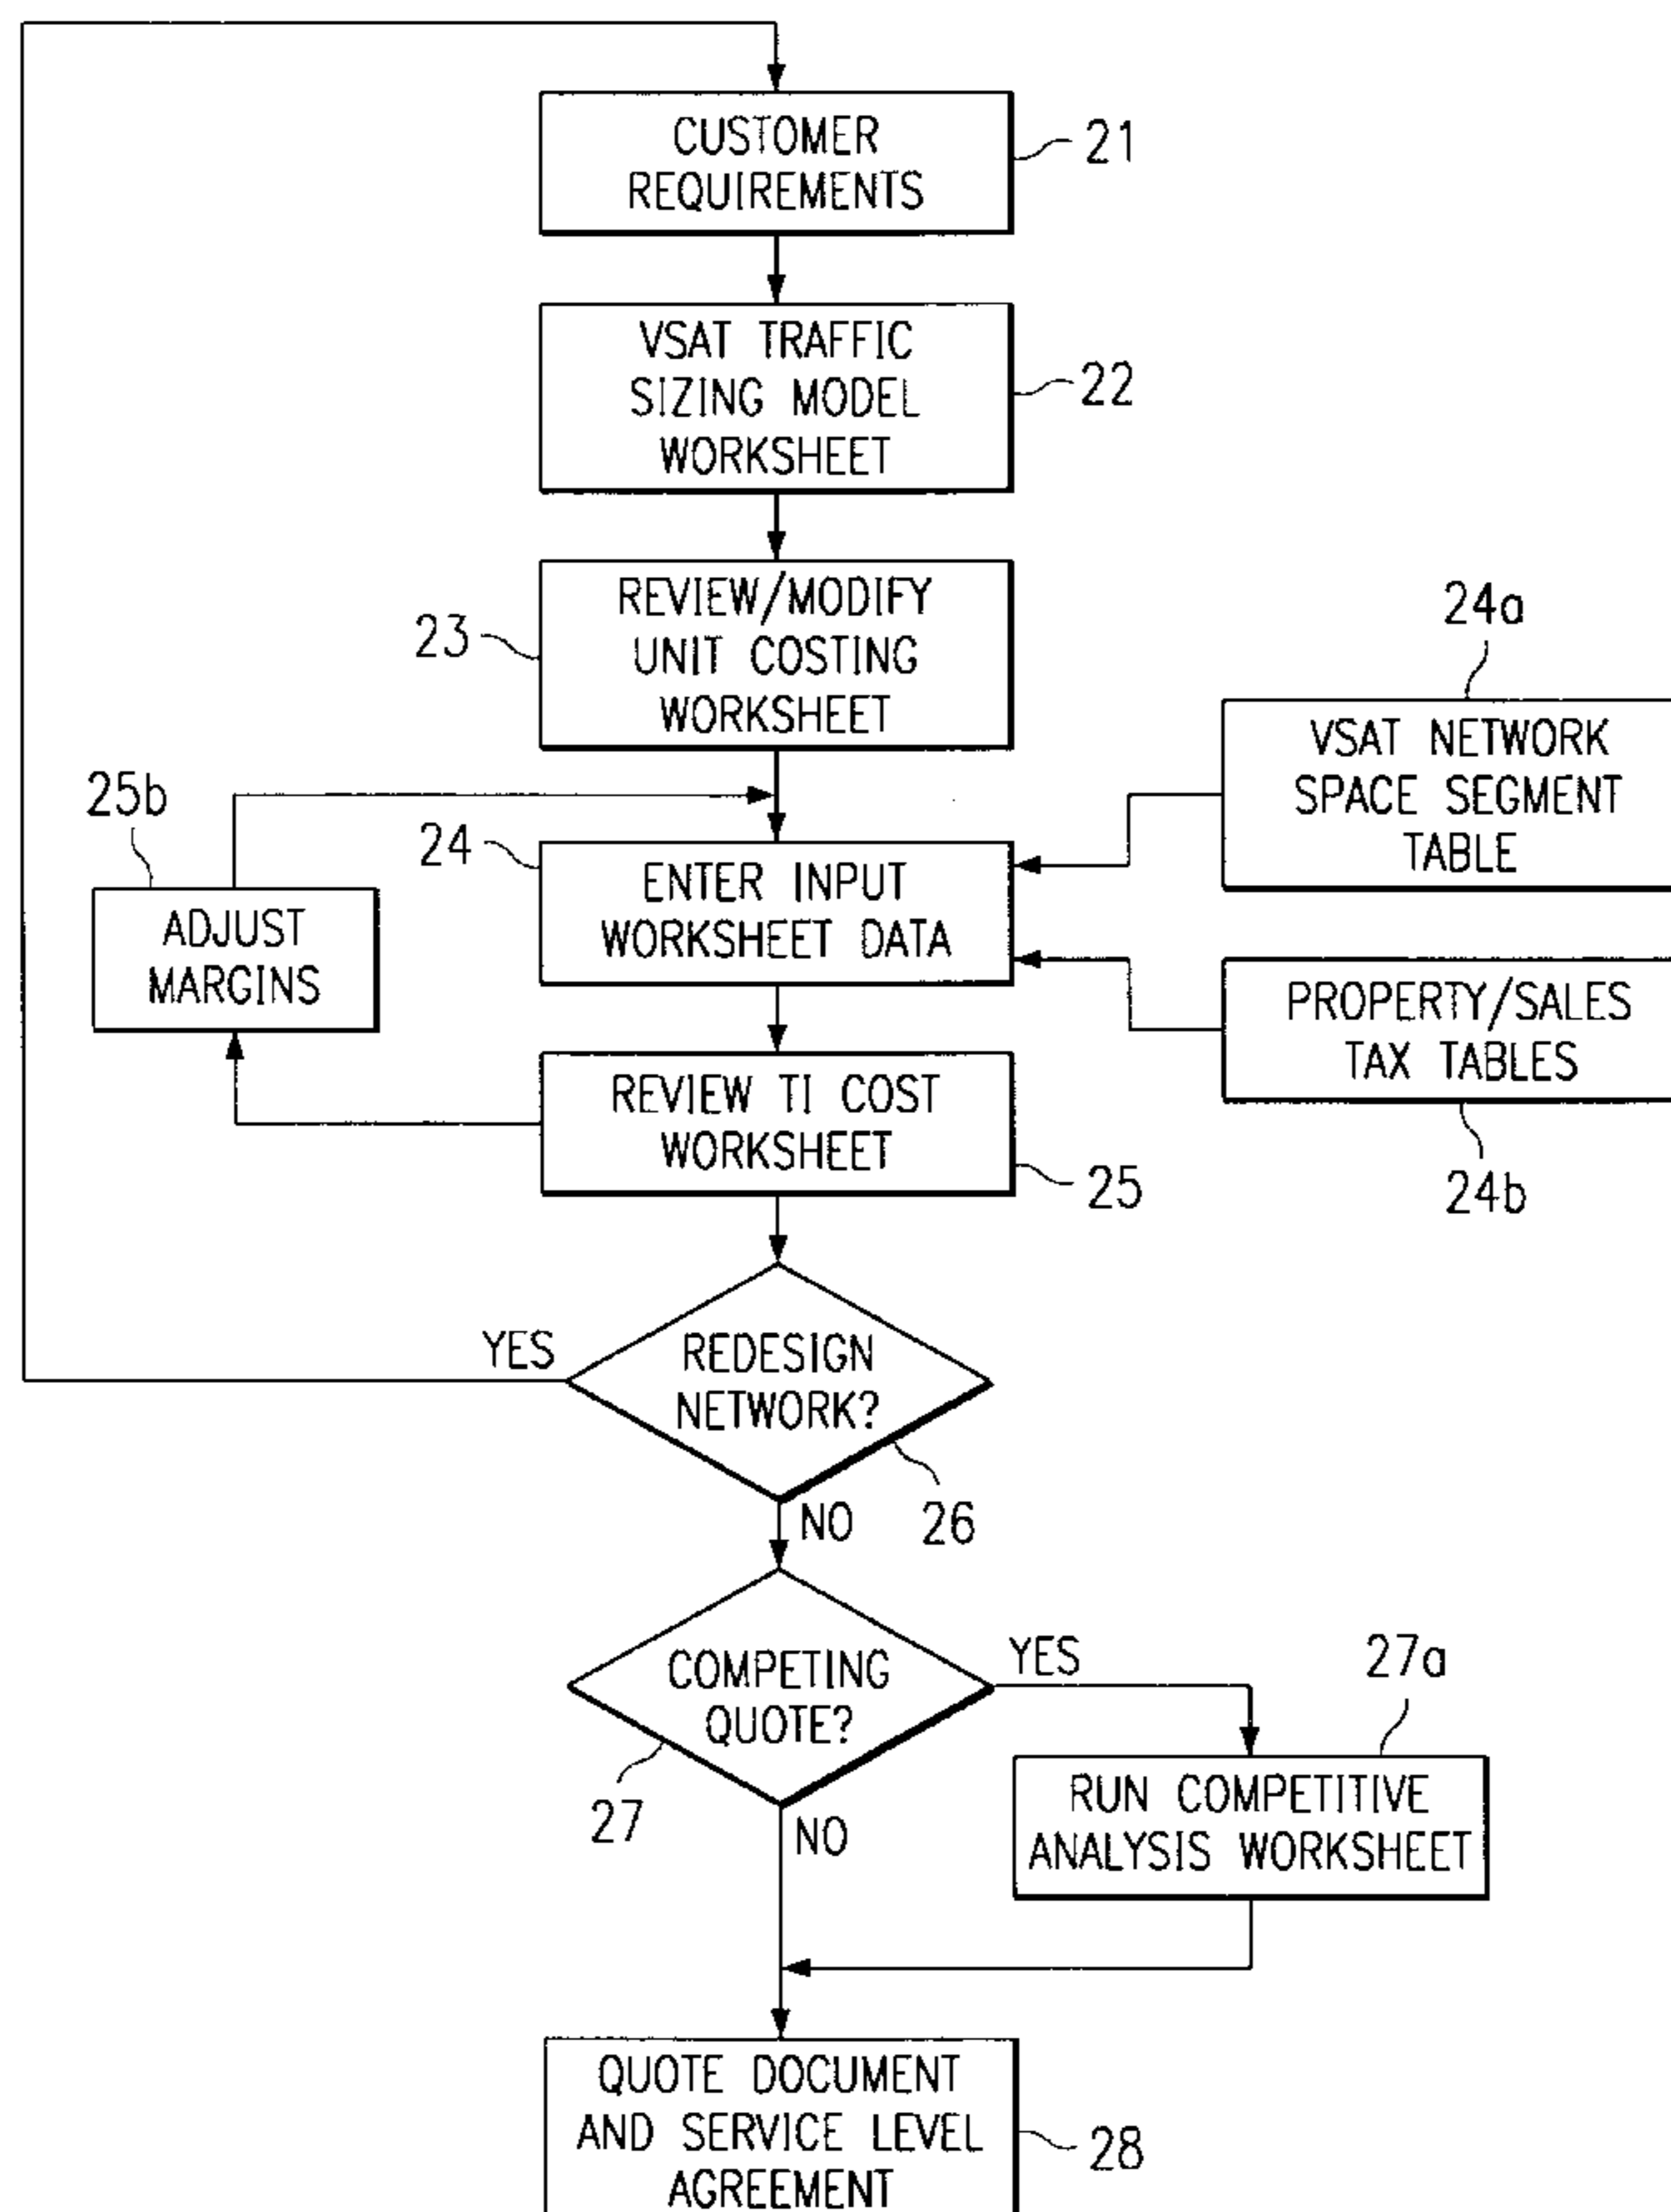 CUSTOMER
REQUIREMENTS
21
VSAT TRAFFIC
SIZING MODEL
WORKSHEET
22
REVIEW/MODIFY
UNIT COSTING
WORKSHEET
23
24a
VSAT NETWORK
SPACE SEGMENT
TABLE
25b
ADJUST
MARGINS
24
ENTER INPUT
WORKSHEET DATA
PROPERTY/SALES
TAX TABLES
24b
REVIEW TI COST
WORKSHEET
25
YES
REDESIGN
NETWORK?
26
NO
COMPETING
QUOTE?
27
YES
27a
RUN COMPETITIVE
ANALYSIS WORKSHEET
NO
QUOTE DOCUMENT
AND SERVICE LEVEL
AGREEMENT
28